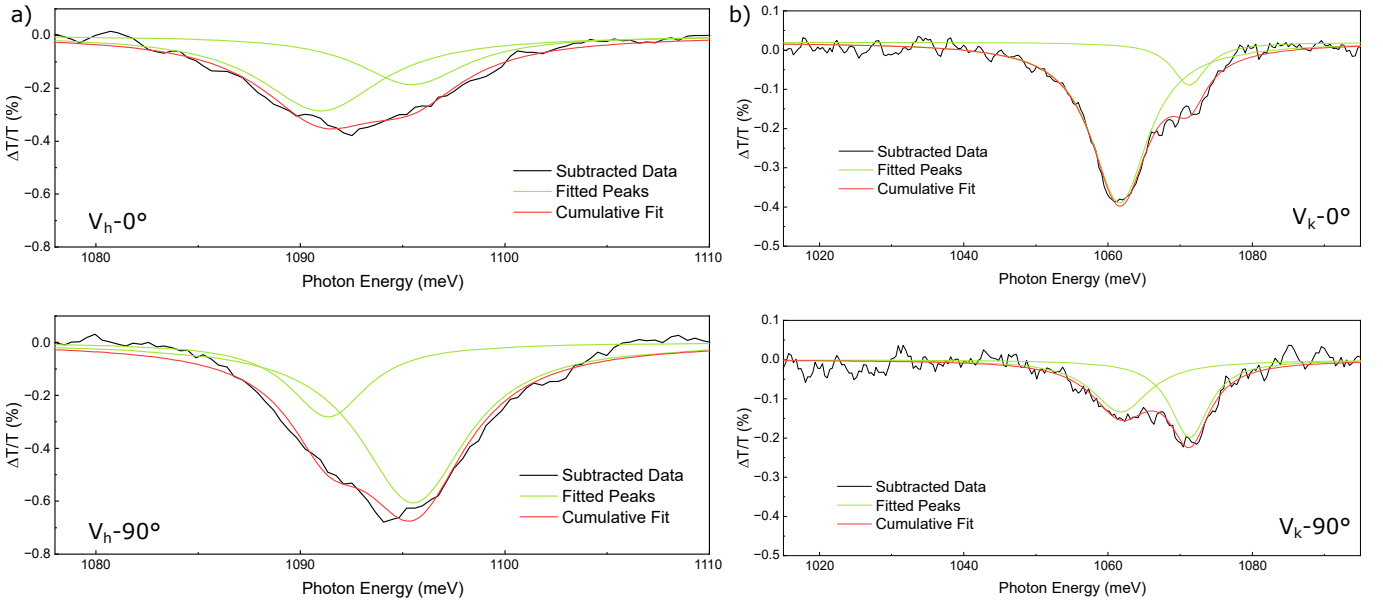 a)
0.0
−0.2
−0.4
−0.6
−0.8
ΔT/T (%)
Subtracted Data
Fitted Peaks
Cumulative Fit
Vh-0°
1080 1090 1100 1110
Photon Energy (meV)
b)
0.1
0.0
−0.1
−0.2
−0.3
−0.4
−0.5
ΔT/T (%)
Subtracted Data
Fitted Peaks
Cumulative Fit
Vk-0°
1020 1040 1060 1080
Photon Energy (meV)
0.0
−0.2
−0.4
−0.6
−0.8
ΔT/T (%)
Subtracted Data
Fitted Peaks
Cumulative Fit
Vh-90°
1080 1090 1100 1110
Photon Energy (meV)
0.1
0.0
−0.1
−0.2
−0.3
−0.4
−0.5
ΔT/T (%)
Subtracted Data
Fitted Peaks
Cumulative Fit
Vk-90°
1020 1040 1060 1080
Photon Energy (meV)